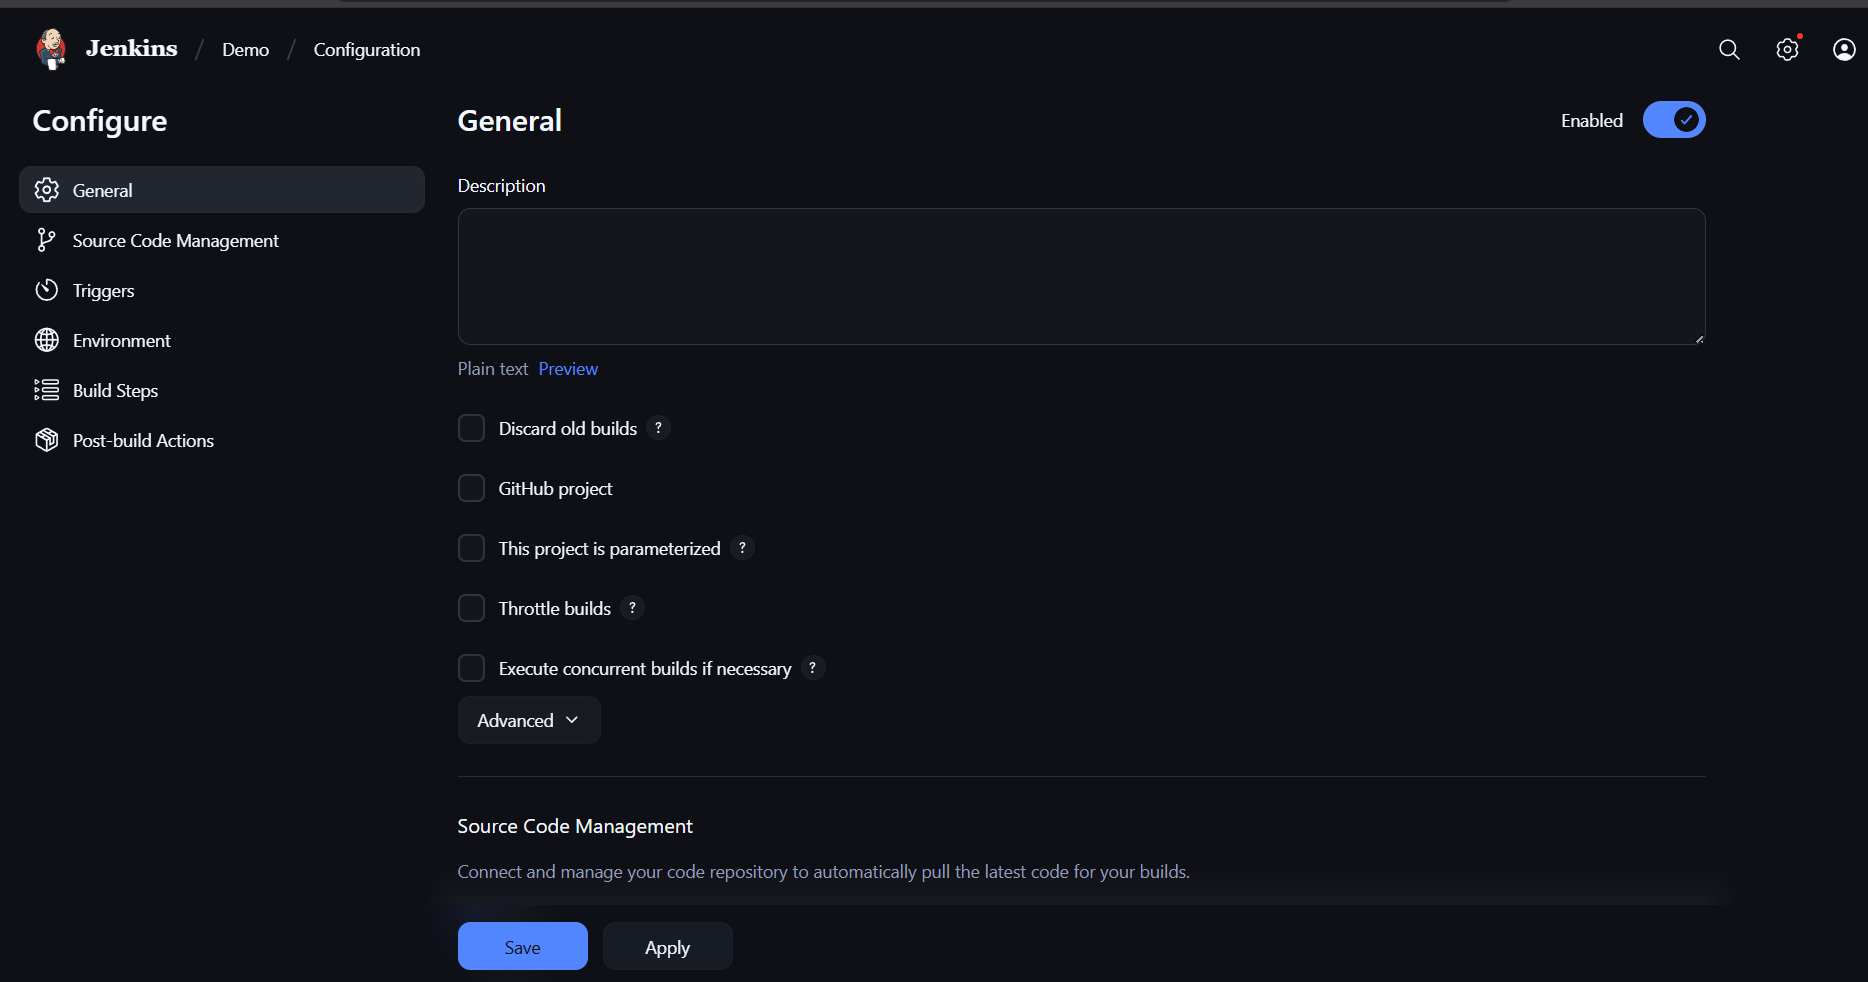 Jenkins / Demo / Configuration
Configure
General
Source Code Management
Triggers
Environment
Build Steps
Post-build Actions
General
Enabled
Description
Plain text Preview
Discard old builds ?
GitHub project
This project is parameterized ?
Throttle builds ?
Execute concurrent builds if necessary ?
Advanced
Source Code Management
Connect and manage your code repository to automatically pull the latest code for your builds.
Save Apply